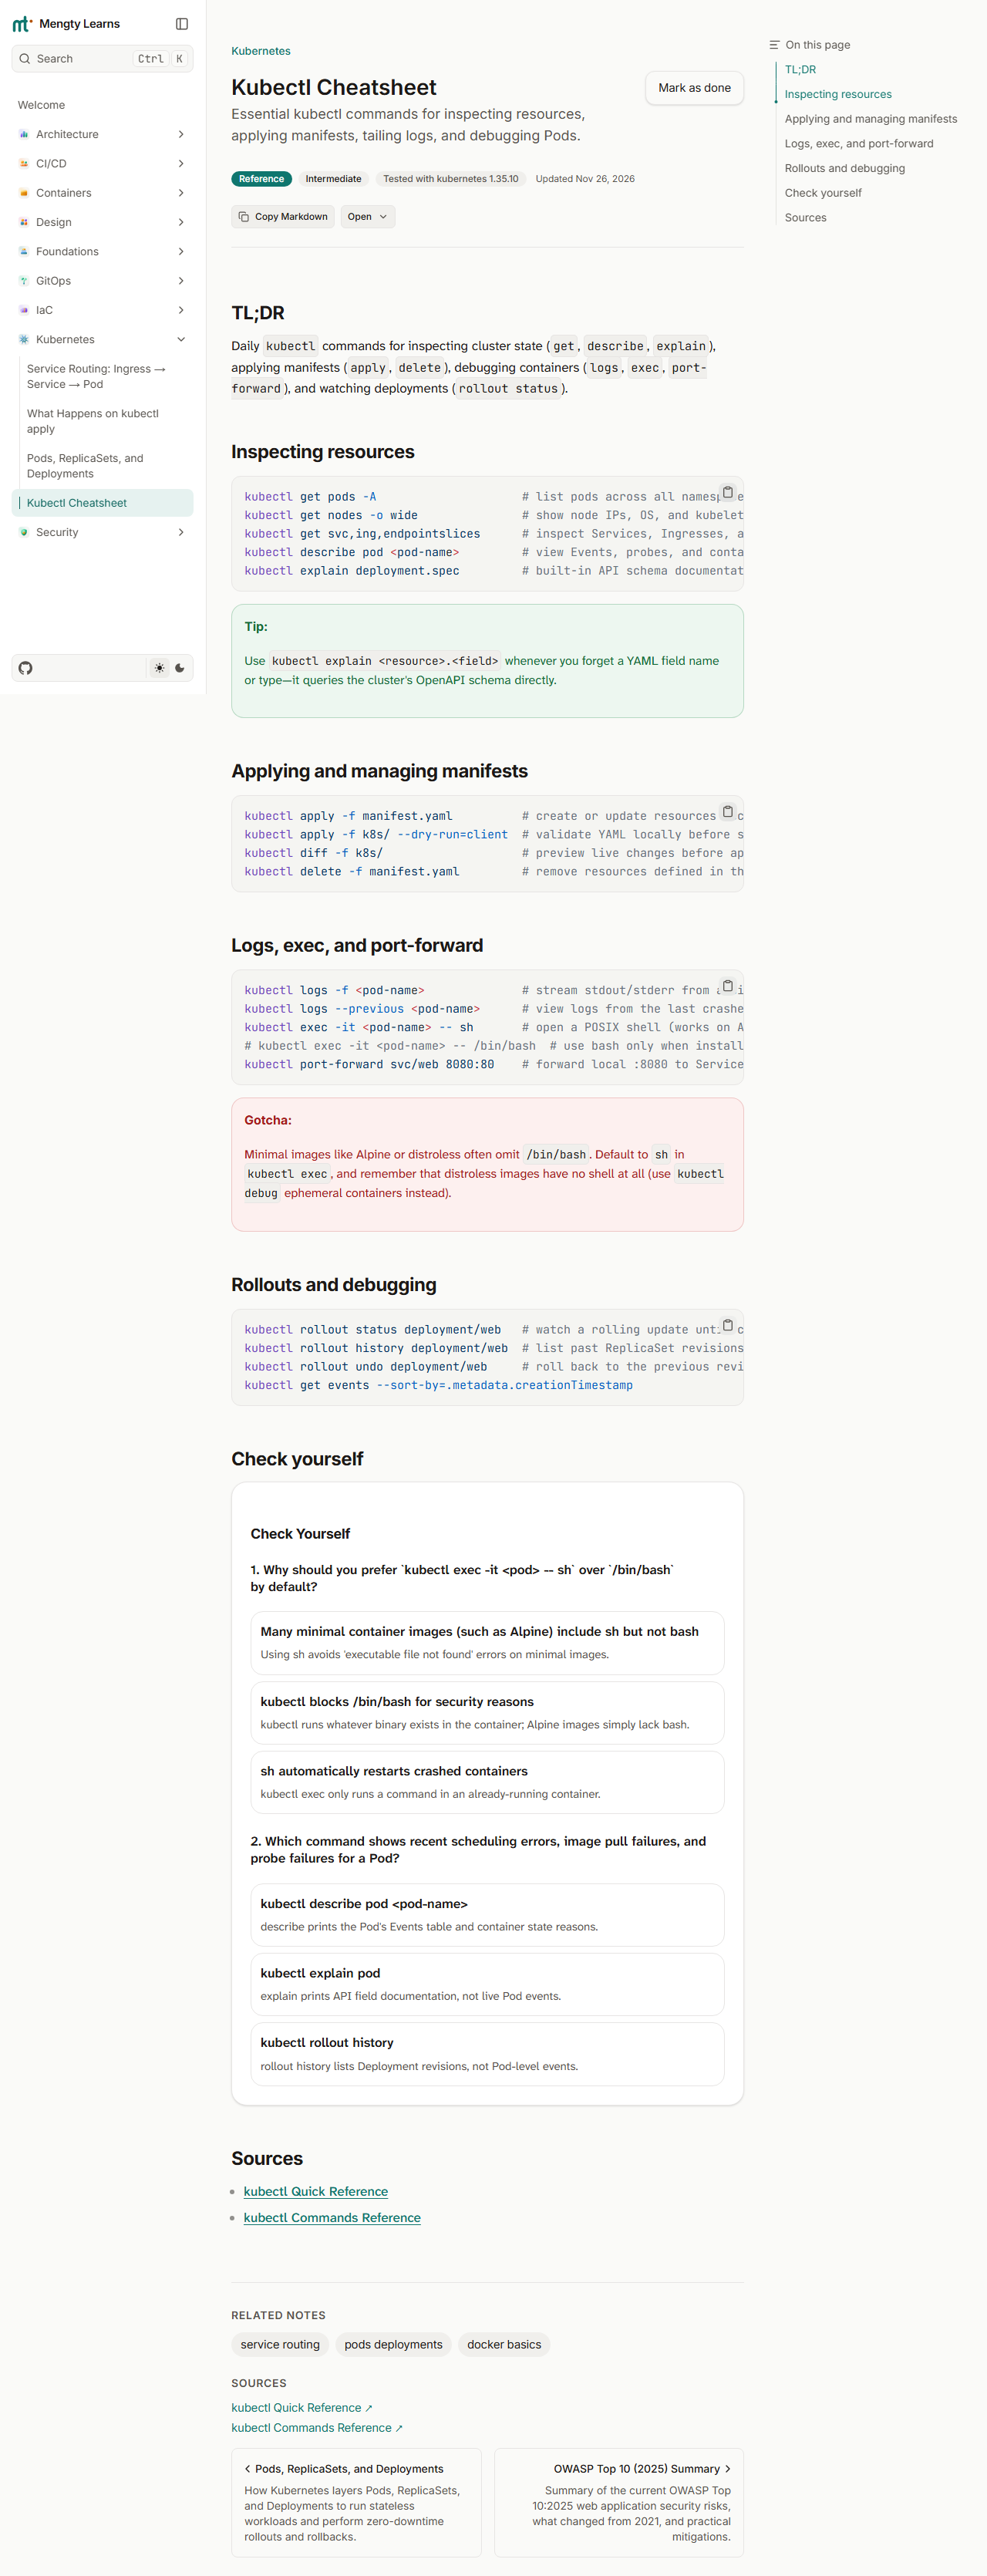 Mengty Learns
Search Ctrl K
Welcome
Architecture
CI/CD
Containers
Design
Foundations
GitOps
IaC
Kubernetes
Service Routing: Ingress →
Service → Pod
What Happens on kubectl
apply
Pods, ReplicaSets, and
Deployments
Kubectl Cheatsheet
Security
Kubernetes
Kubectl Cheatsheet
Mark as done
Essential kubectl commands for inspecting resources,
applying manifests, tailing logs, and debugging Pods.
Reference Intermediate Tested with kubernetes 1.35.10 Updated Nov 26, 2026
Copy Markdown Open
TL;DR
Daily kubectl commands for inspecting cluster state ( get , describe , explain ),
applying manifests ( apply , delete ), debugging containers ( logs , exec , port-
forward ), and watching deployments ( rollout status ).
Inspecting resources
kubectl get pods -A # list pods across all
kubectl get nodes -o wide # show node IPs, OS, and kubelet
kubectl get svc,ing,endpointslices # inspect Services, Ingresses, a
kubectl describe pod <pod-name> # view Events, probes, and conta
kubectl explain deployment.spec # built-in API schema documentat
Tip:
Use kubectl explain <resource>.<field> whenever you forget a YAML field name
or type—it queries the cluster's OpenAPI schema directly.
Applying and managing manifests
kubectl apply -f manifest.yaml # create or update resources
kubectl apply -f k8s/ --dry-run=client # validate YAML locally before s
kubectl diff -f k8s/ # preview live changes before ap
kubectl delete -f manifest.yaml # remove resources defined in th
Logs, exec, and port-forward
kubectl logs -f <pod-name> # stream stdout/stderr from
kubectl logs --previous <pod-name> # view logs from the last crashe
kubectl exec -it <pod-name> -- sh # open a POSIX shell (works on A
# kubectl exec -it <pod-name> -- /bin/bash # use bash only when install
kubectl port-forward svc/web 8080:80 # forward local :8080 to Service
Gotcha:
Minimal images like Alpine or distroless often omit /bin/bash . Default to sh in
kubectl exec , and remember that distroless images have no shell at all (use kubectl
debug ephemeral containers instead).
Rollouts and debugging
kubectl rollout status deployment/web # watch a rolling update
kubectl rollout history deployment/web # list past ReplicaSet revisions
kubectl rollout undo deployment/web # roll back to the previous revi
kubectl get events --sort-by=.metadata.creationTimestamp
Check yourself
Check Yourself
1. Why should you prefer `kubectl exec -it <pod> -- sh` over `/bin/bash`
by default?
Many minimal container images (such as Alpine) include sh but not bash
Using sh avoids 'executable file not found' errors on minimal images.
kubectl blocks /bin/bash for security reasons
kubectl runs whatever binary exists in the container; Alpine images simply lack bash.
sh automatically restarts crashed containers
kubectl exec only runs a command in an already-running container.
2. Which command shows recent scheduling errors, image pull failures, and
probe failures for a Pod?
kubectl describe pod <pod-name>
describe prints the Pod's Events table and container state reasons.
kubectl explain pod
explain prints API field documentation, not live Pod events.
kubectl rollout history
rollout history lists Deployment revisions, not Pod-level events.
Sources
kubectl Quick Reference
kubectl Commands Reference
RELATED NOTES
service routing pods deployments docker basics
SOURCES
kubectl Quick Reference ↗
kubectl Commands Reference ↗
Pods, ReplicaSets, and Deployments
How Kubernetes layers Pods, ReplicaSets,
and Deployments to run stateless
workloads and perform zero-downtime
rollouts and rollbacks.
OWASP Top 10 (2025) Summary
Summary of the current OWASP Top
10:2025 web application security risks,
what changed from 2021, and practical
mitigations.
On this page
TL;DR
Inspecting resources
Applying and managing manifests
Logs, exec, and port-forward
Rollouts and debugging
Check yourself
Sources